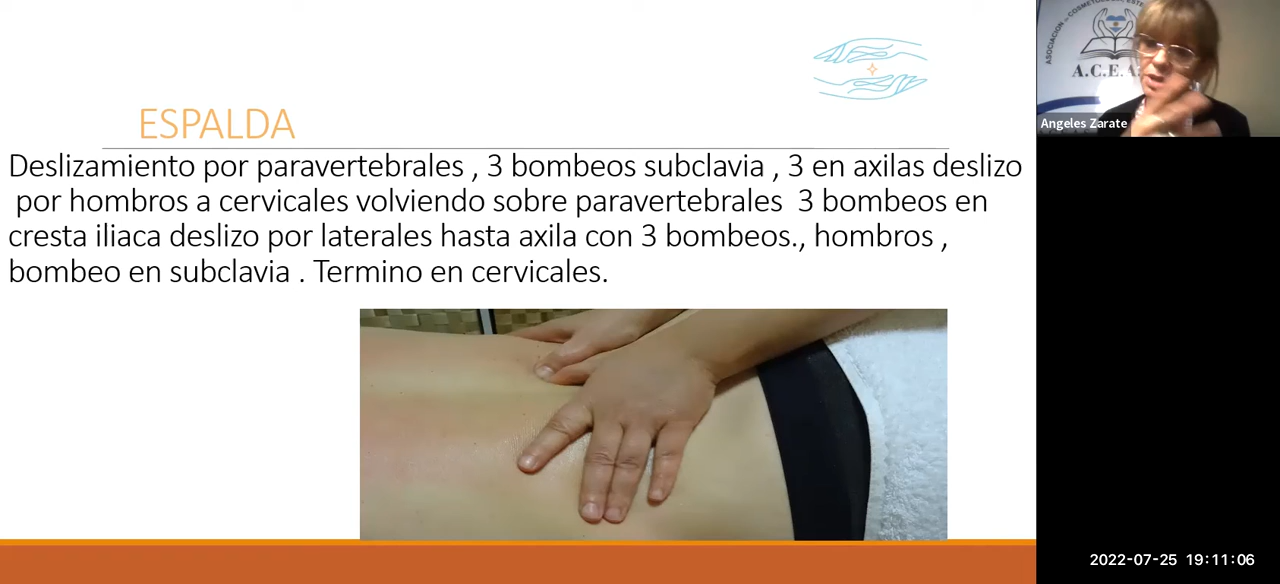 ESPALDA
Deslizamiento por paravertebrales , 3 bombeos subclavia , 3 en axilas deslizo
por hombros a cervicales volviendo sobre paravertebrales 3 bombeos en
cresta iliaca deslizo por laterales hasta axila con 3 bombeos., hombros ,
bombeo en subclavia . Termino en cervicales.
A.C.E.A.
Angeles Zarate
2022-07-25 19:11:06